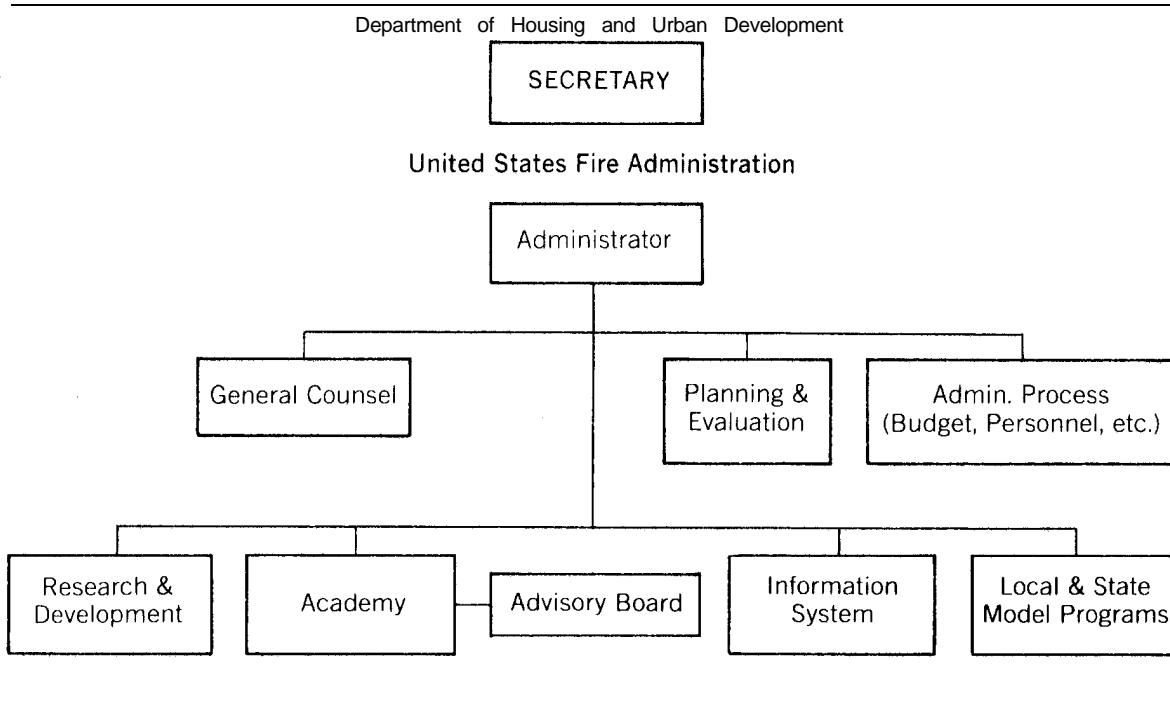 Department of Housing and Urban Development
SECRETARY
United States Fire Administration
Administrator
General Counsel
Planning &
Evaluation
Admin. Process
(Budget, Personnel, etc.)
Research &
Development
Academy
Advisory Board
Information
System
Local & State
Model Programs